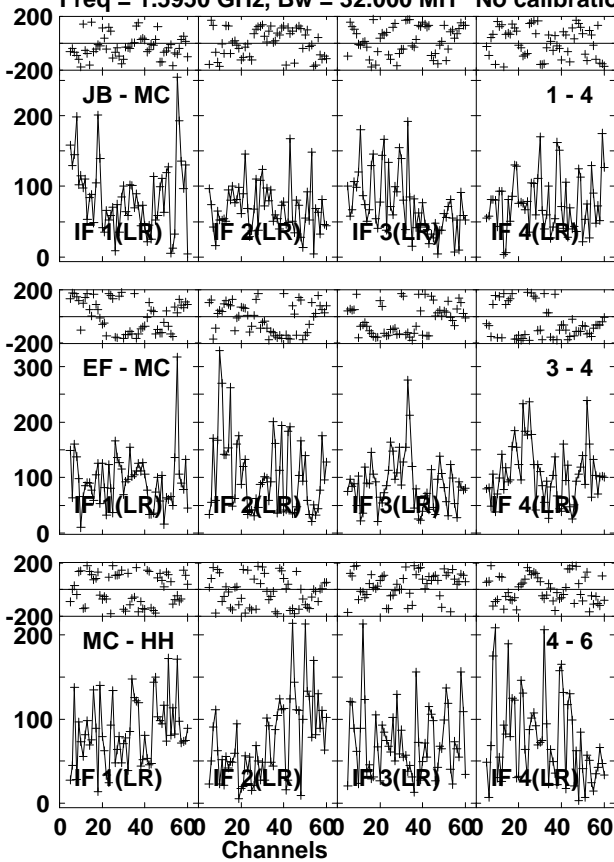 Freq = 1.5950 GHz, Bw = 32.000 MH No calibratio
200
-200
JB - MC 1 - 4
200
100
0
IF 1(LR) IF 2(LR) IF 3(LR) IF 4(LR)
200
-200
EF - MC 3 - 4
300
200
100
0
IF 1(LR) IF 2(LR) IF 3(LR) IF 4(LR)
200
-200
MC - HH 4 - 6
200
100
0
IF 1(LR) IF 2(LR) IF 3(LR) IF 4(LR)
0 20 40 60 0 20 40 60 0 20 40 60 0 20 40 60
Channels